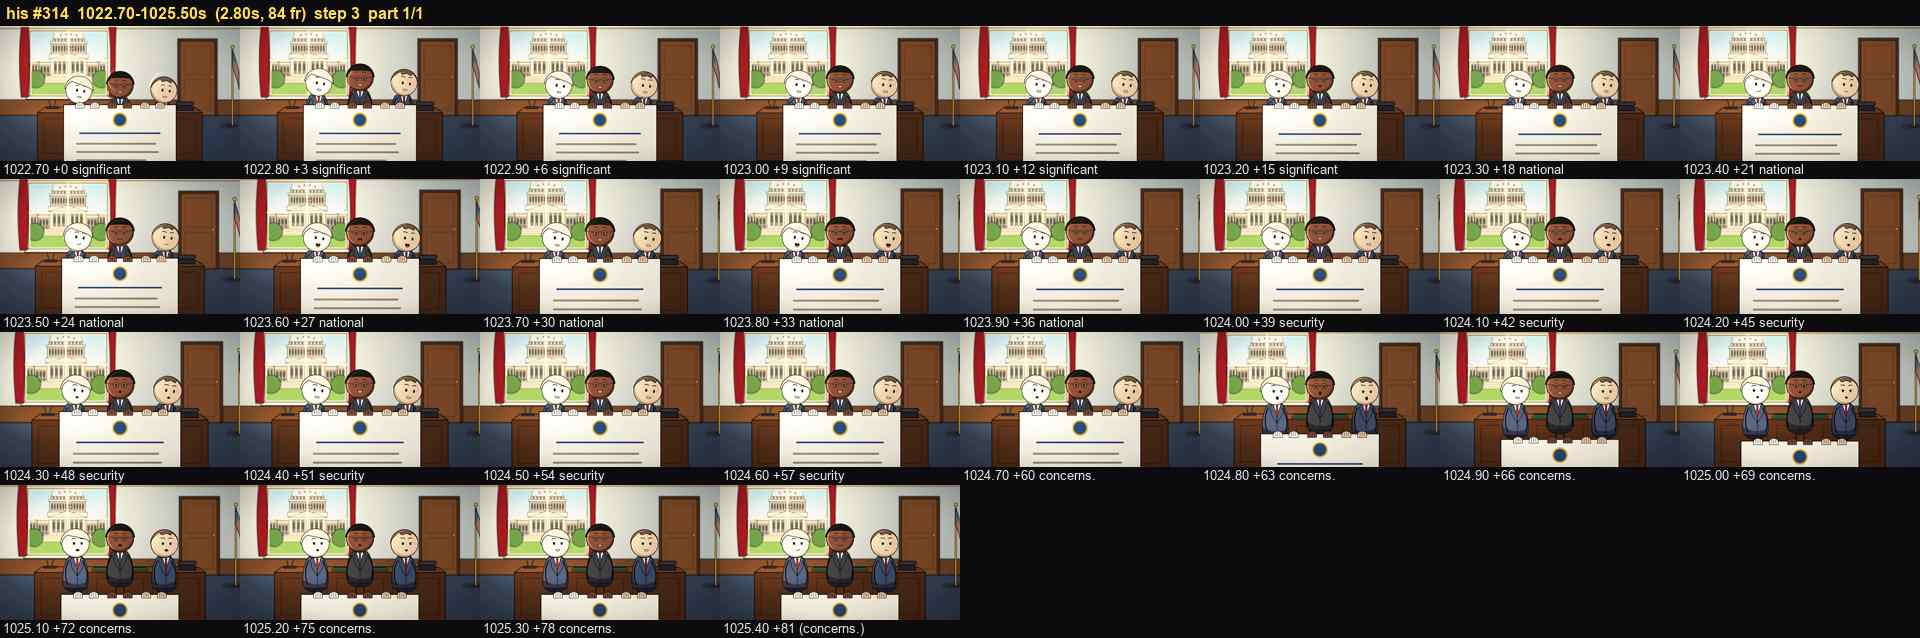 his #314 1022.70-1025.50s (2.80s, 84 fr) step 3 part 1/1
1022.70 +0 significant
1022.80 +3 significant
1022.90 +6 significant
1023.00 +9 significant
1023.10 +12 significant
1023.20 +15 significant
1023.30 +18 national
1023.40 +21 national
1023.50 +24 national
1023.60 +27 national
1023.70 +30 national
1023.80 +33 national
1023.90 +36 national
1024.00 +39 security
1024.10 +42 security
1024.20 +45 security
1024.30 +48 security
1024.40 +51 security
1024.50 +54 security
1024.60 +57 security
1024.70 +60 concerns.
1024.80 +63 concerns.
1024.90 +66 concerns.
1025.00 +69 concerns.
1025.10 +72 concerns.
1025.20 +75 concerns.
1025.30 +78 concerns.
1025.40 +81 (concerns.)